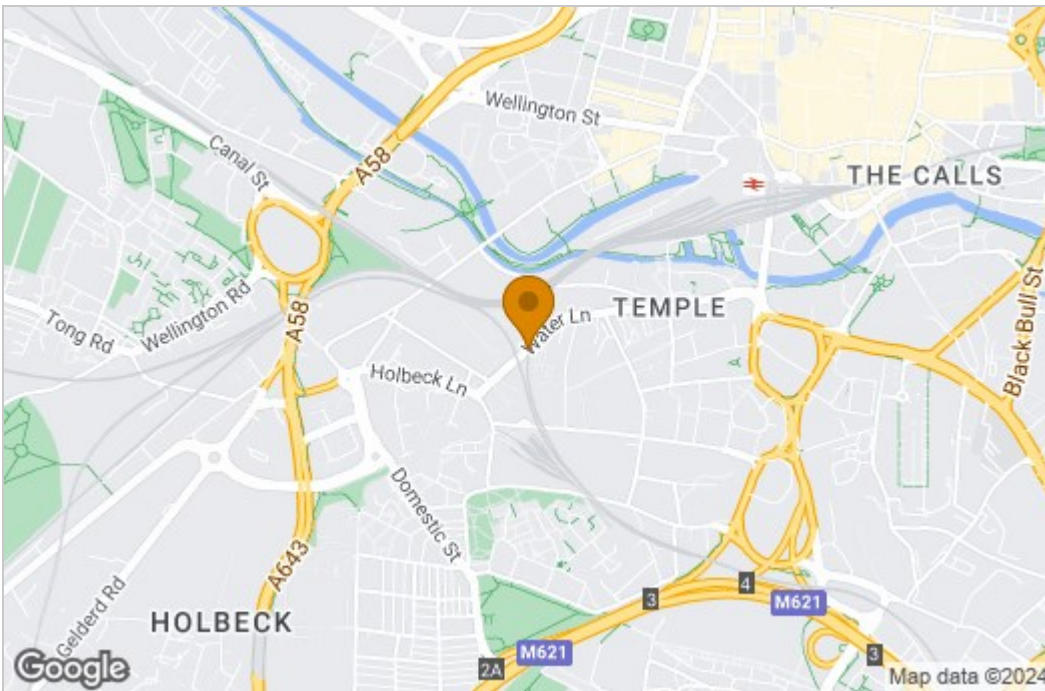 Wellington St
Canal St
A58
THE CALLS
Wellington Rd
Tong Rd
A58
Water Ln
TEMPLE
Black Bull St
Holbeck Ln
Domestic St
A643
Gelderd Rd
HOLBECK
3
4
M621
M621
3
2A
Google
Map data ©2024